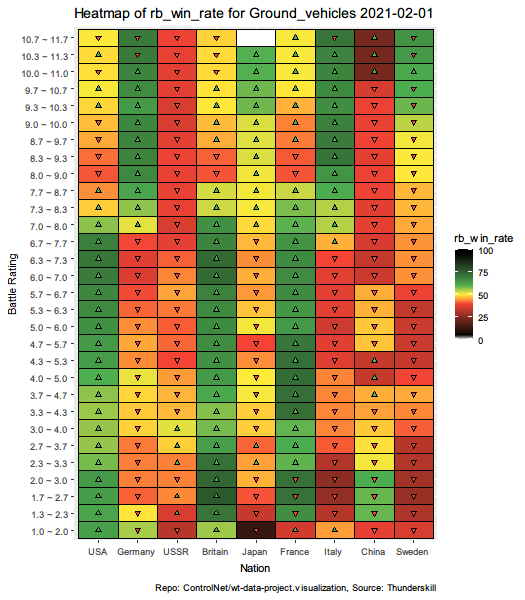 Heatmap of rb_win_rate for Ground_vehicles 2021-02-01
10.7 ~ 11.7
10.3 ~ 11.3
10.0 ~ 11.0
9.7 ~ 10.7
9.3 ~ 10.3
9.0 ~ 10.0
8.7 ~ 9.7
8.3 ~ 9.3
8.0 ~ 9.0
7.7 ~ 8.7
7.3 ~ 8.3
7.0 ~ 8.0
6.7 ~ 7.7
6.3 ~ 7.3
6.0 ~ 7.0
5.7 ~ 6.7
5.3 ~ 6.3
5.0 ~ 6.0
4.7 ~ 5.7
4.3 ~ 5.3
4.0 ~ 5.0
3.7 ~ 4.7
3.3 ~ 4.3
3.0 ~ 4.0
2.7 ~ 3.7
2.3 ~ 3.3
2.0 ~ 3.0
1.7 ~ 2.7
1.3 ~ 2.3
1.0 ~ 2.0
Battle Rating
USA Germany USSR Britain Japan France Italy China Sweden
Nation
rb_win_rate
100
75
50
25
0
Repo: ControlNet/wt-data-project.visualization, Source: Thunderskill